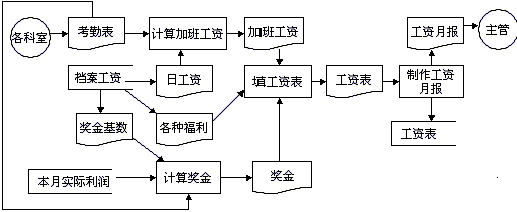 各科室
考勤表
计算加班工资
加班工资
工资月报
主管
档案工资
日工资
填工资表
工资表
制作工资
月报
奖金基数
各种福利
工资表
本月实际利润
计算奖金
奖金